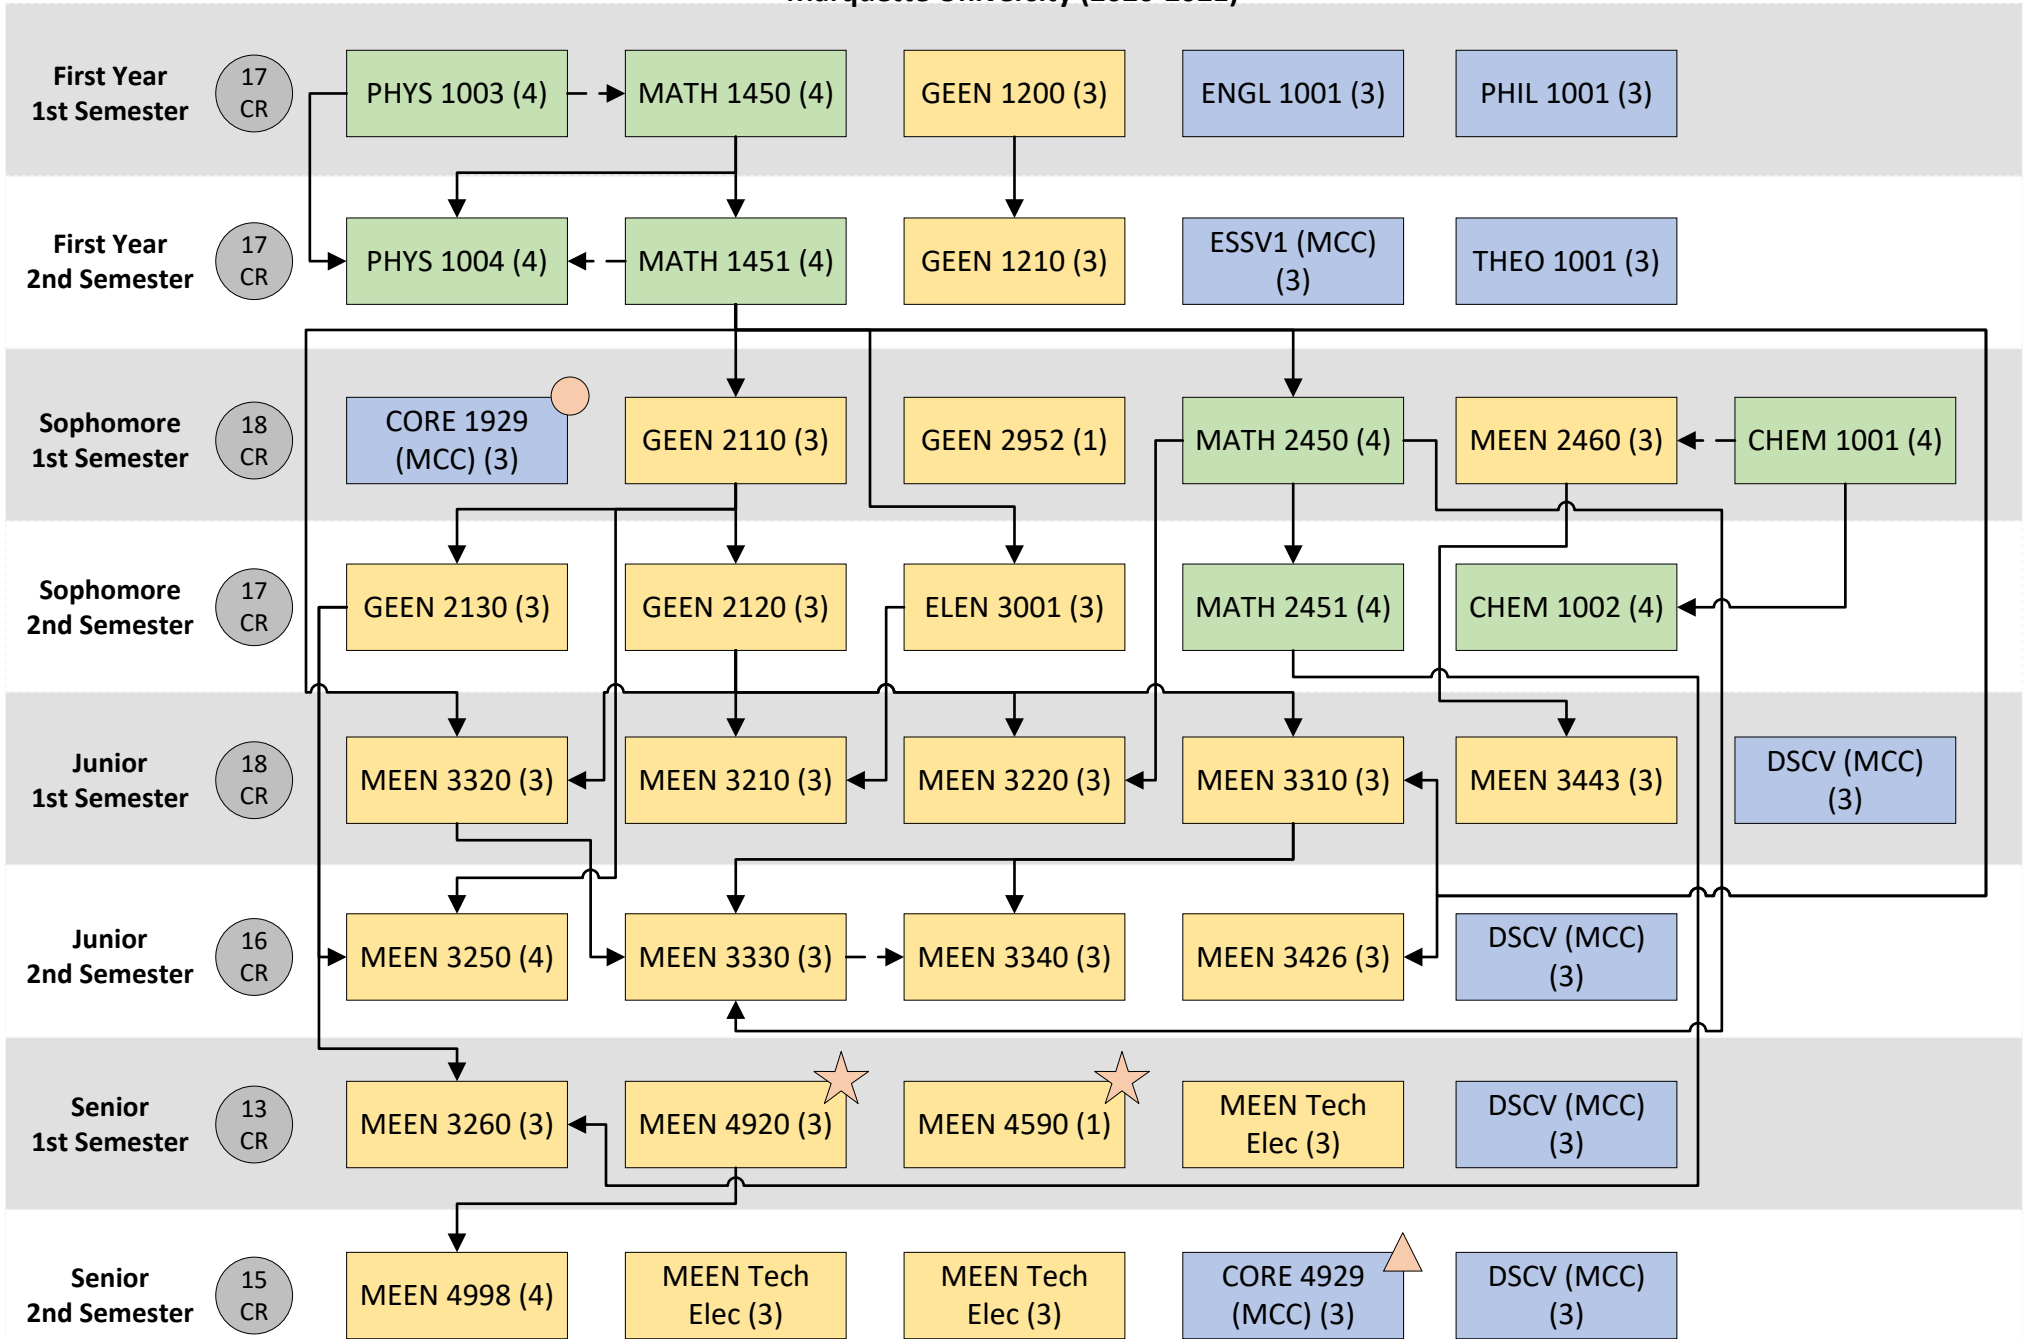 Marquette University (2020-2021)
First Year
1st Semester
17
CR
PHYS 1003 (4)
MATH 1450 (4)
GEEN 1200 (3)
ENGL 1001 (3)
PHIL 1001 (3)
First Year
2nd Semester
17
CR
PHYS 1004 (4)
MATH 1451 (4)
GEEN 1210 (3)
ESSV1 (MCC)
(3)
THEO 1001 (3)
Sophomore
1st Semester
18
CR
CORE 1929
(MCC) (3)
GEEN 2110 (3)
GEEN 2952 (1)
MATH 2450 (4)
MEEN 2460 (3)
CHEM 1001 (4)
Sophomore
2nd Semester
17
CR
GEEN 2130 (3)
GEEN 2120 (3)
ELEN 3001 (3)
MATH 2451 (4)
CHEM 1002 (4)
Junior
1st Semester
18
CR
MEEN 3320 (3)
MEEN 3210 (3)
MEEN 3220 (3)
MEEN 3310 (3)
MEEN 3443 (3)
DSCV (MCC)
(3)
Junior
2nd Semester
16
CR
MEEN 3250 (4)
MEEN 3330 (3)
MEEN 3340 (3)
MEEN 3426 (3)
DSCV (MCC)
(3)
Senior
1st Semester
13
CR
MEEN 3260 (3)
MEEN 4920 (3)
MEEN 4590 (1)
MEEN Tech
Elec (3)
DSCV (MCC)
(3)
Senior
2nd Semester
15
CR
MEEN 4998 (4)
MEEN Tech
Elec (3)
MEEN Tech
Elec (3)
CORE 4929
(MCC) (3)
DSCV (MCC)
(3)